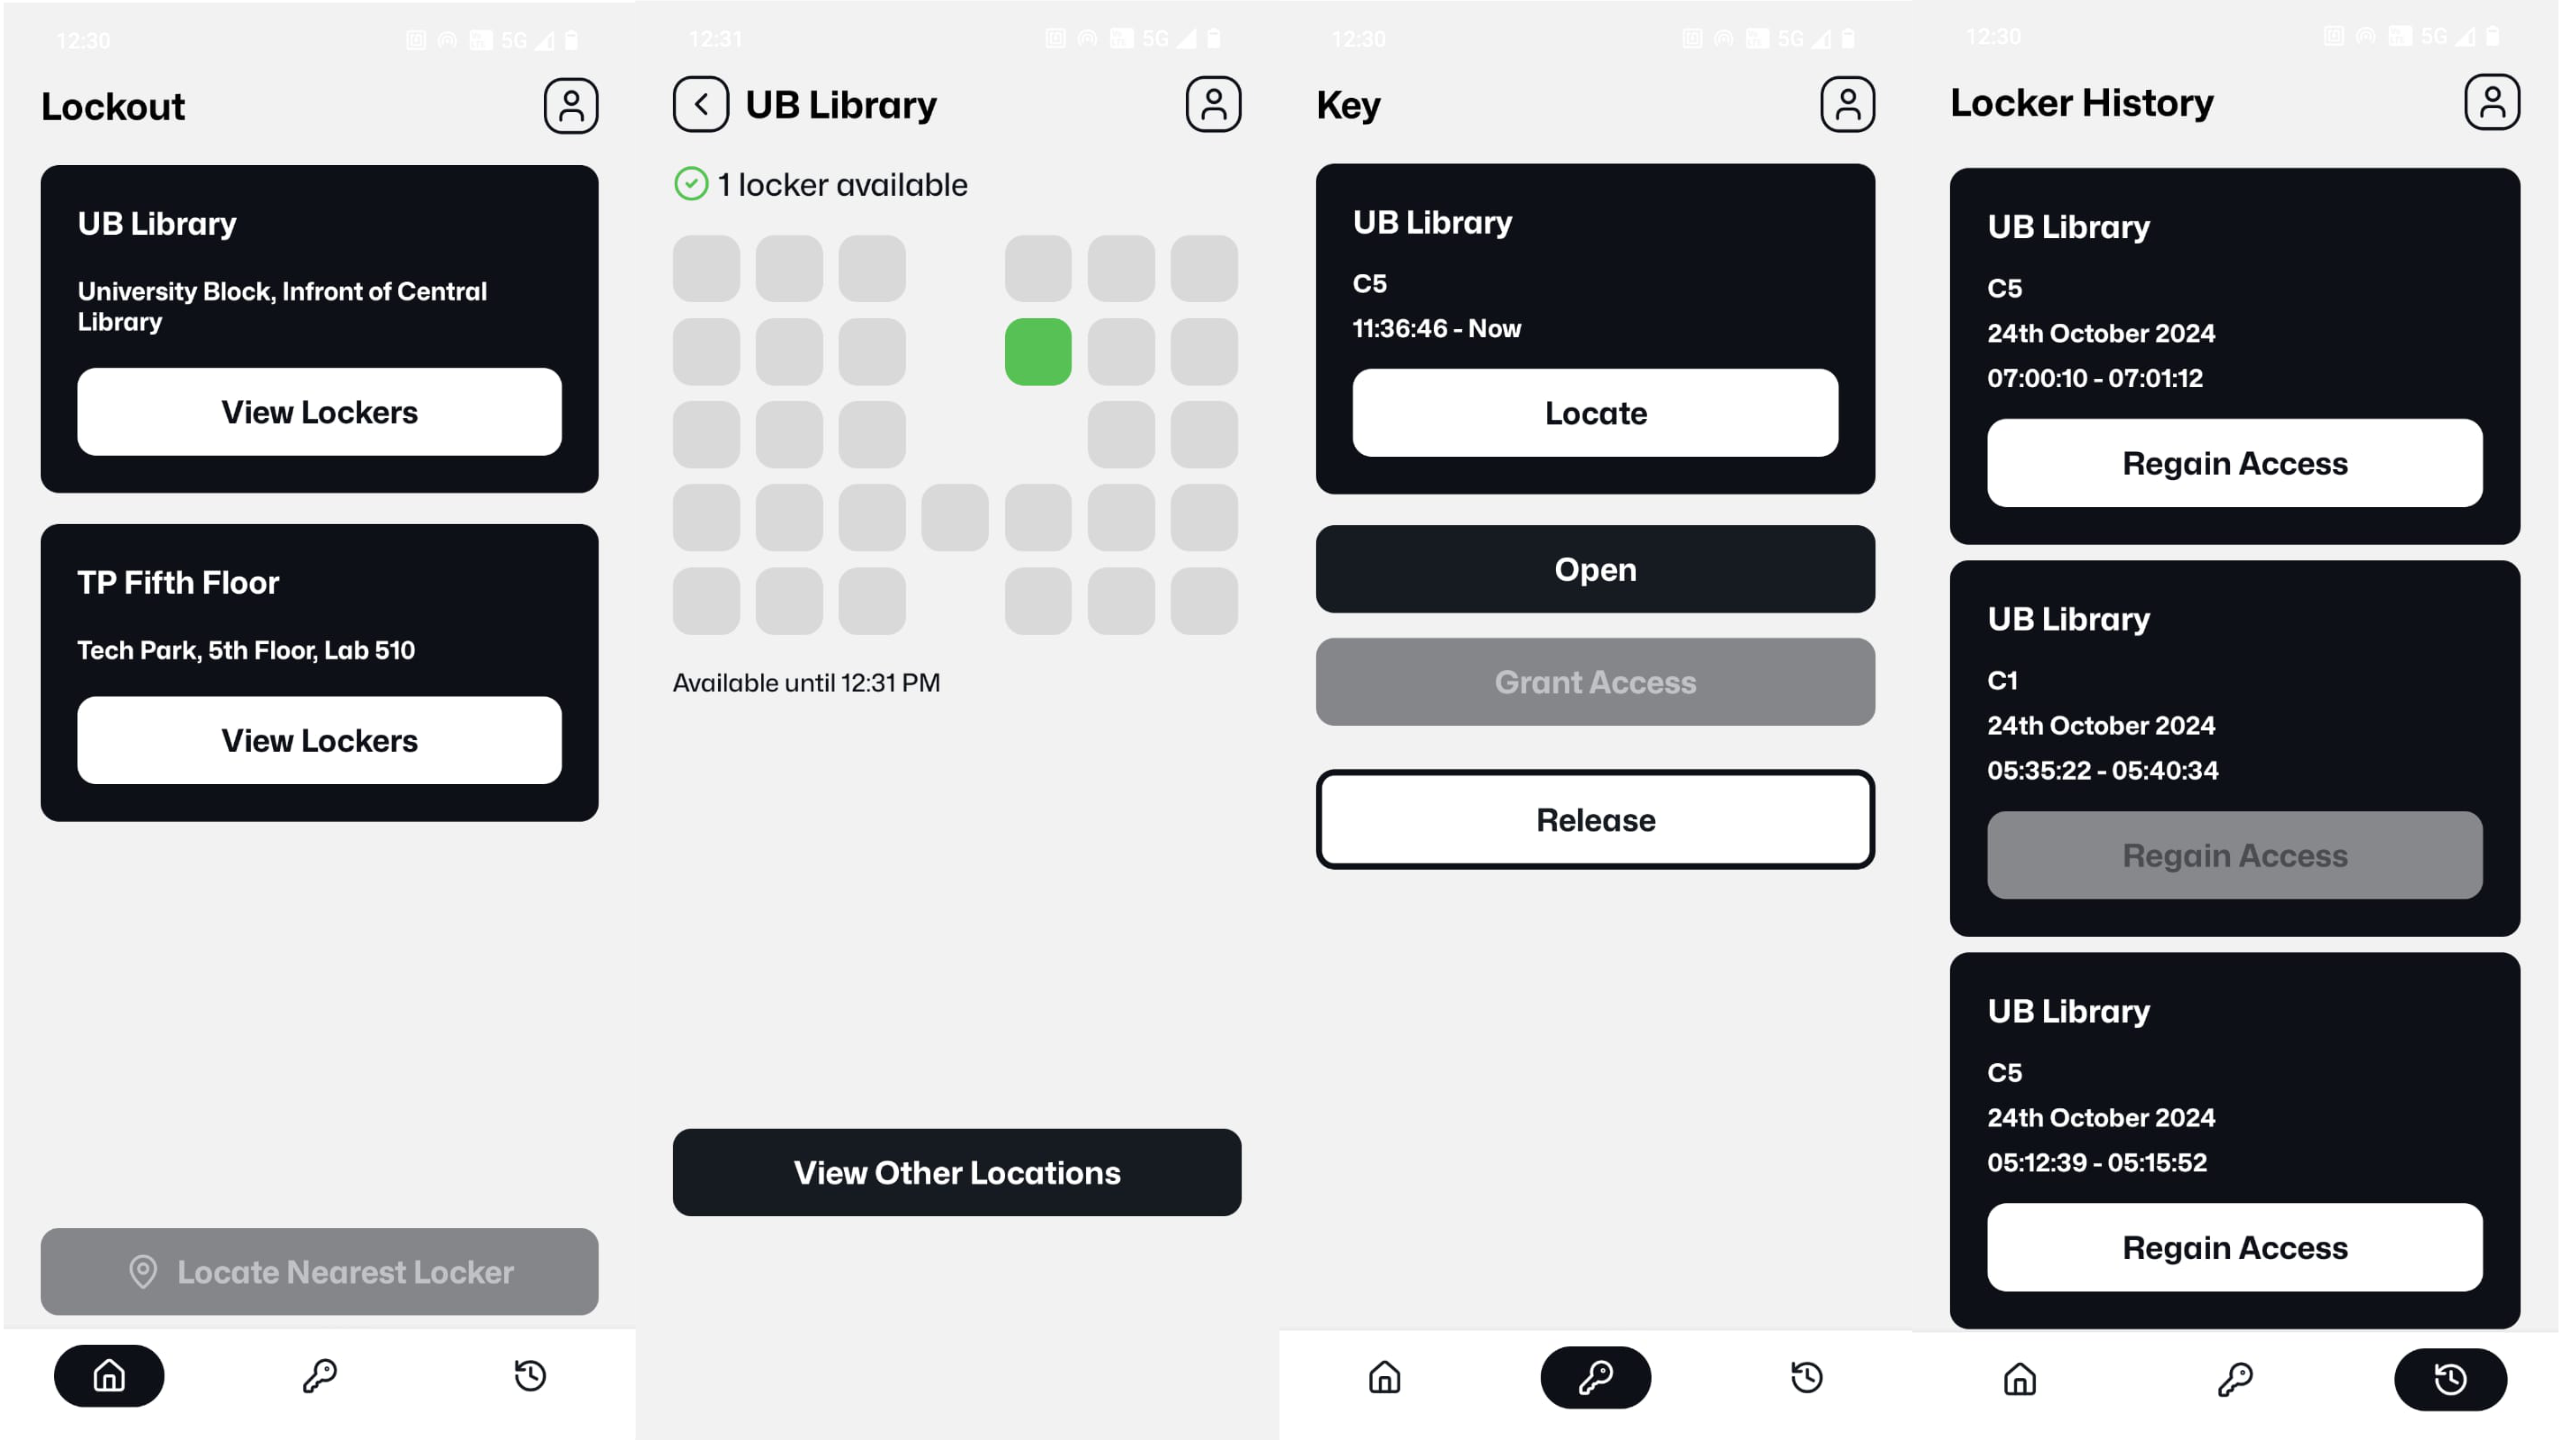 12:30
5G
Lockout
UB Library
University Block, Infront of Central
Library
View Lockers
TP Fifth Floor
Tech Park, 5th Floor, Lab 510
View Lockers
Locate Nearest Locker
12:31
5G
UB Library
1 locker available
Available until 12:31 PM
View Other Locations
12:30
5G
Key
UB Library
C5
11:36:46 - Now
Locate
Open
Grant Access
Release
12:30
5G
Locker History
UB Library
C5
24th October 2024
07:00:10 - 07:01:12
Regain Access
UB Library
C1
24th October 2024
05:35:22 - 05:40:34
Regain Access
UB Library
C5
24th October 2024
05:12:39 - 05:15:52
Regain Access